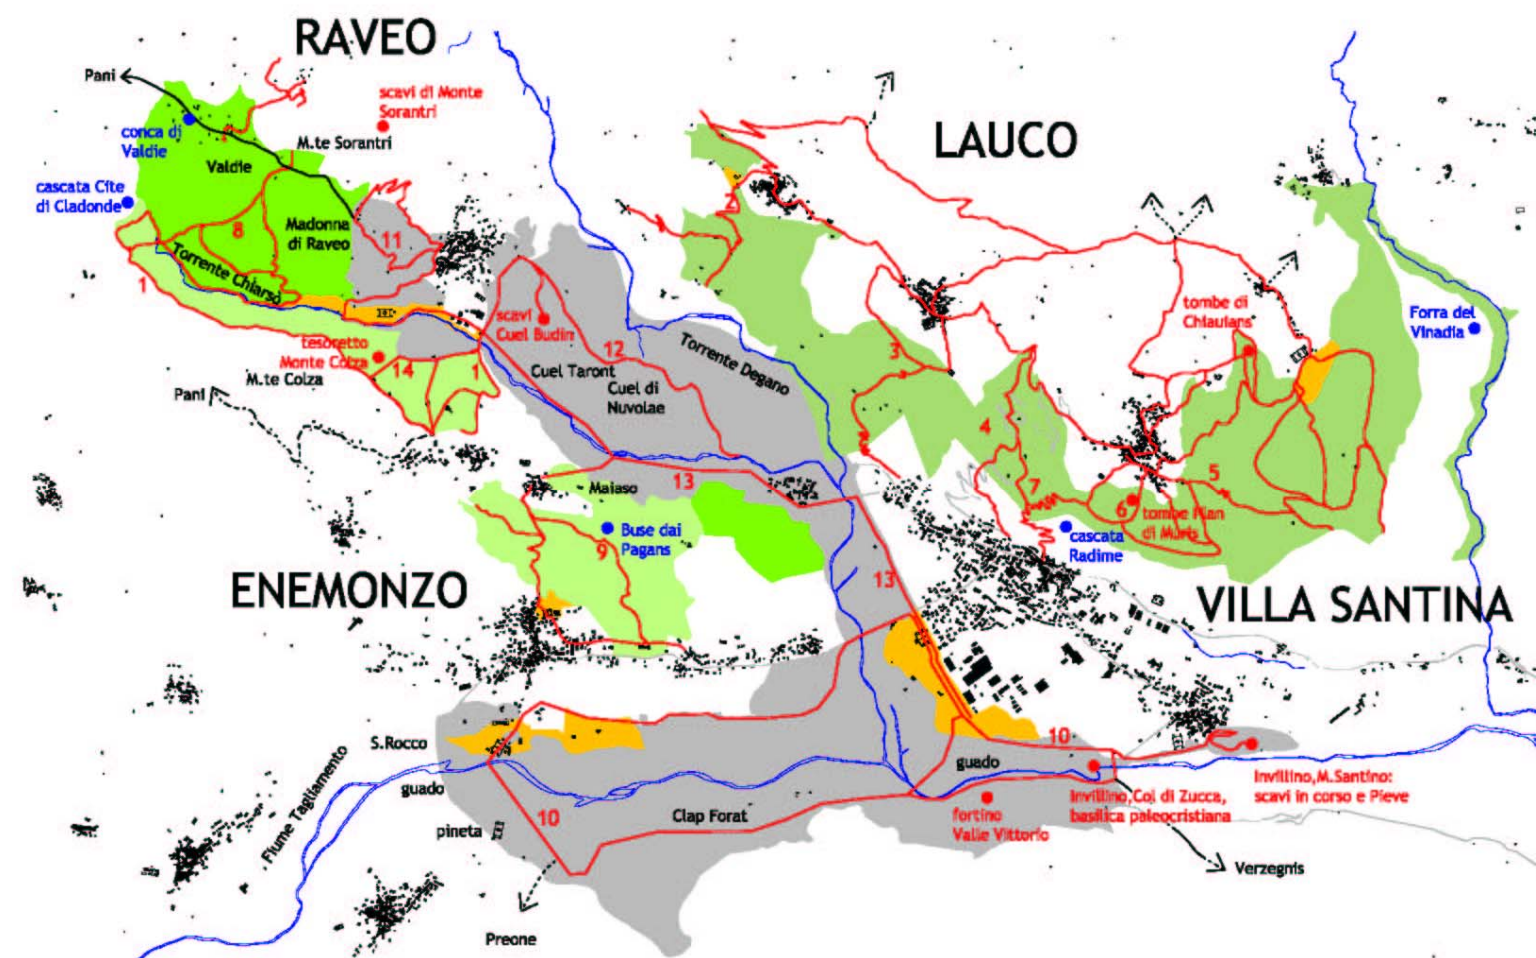 RAVEO
Pani
scavi di Monte
Sorantri
conca di
Valdie
M.te Sorantri
LAUCO
Valdie
cascata Cite
di Cladonde
Madonna
di Raveo
8
11
Torrente Chiarsò
1
tesoretto
Monte Colza
M.te Colza
14
1
Pani
scavi
Cuel Budin
12
Cuel Taront
Cuel di
Nuvolae
Torrente Degano
3
tombe di
Chiauians
Forra del
Vinadia
4
5
7
6
tombe Plan
di Muris
cascata
Radime
13
Maiaso
Buse dai
Pagans
9
13
ENEMONZO
VILLA SANTINA
S.Rocco
guado
Fiume Tagliamento
pineta
10
Clap Forat
Preone
guado
10
fortino
Valle Vittorio
Invillino,Col di Zucca,
basilica paleocristiana
Invillino,M.Santino:
scavi in corso e Pieve
Verzegnis